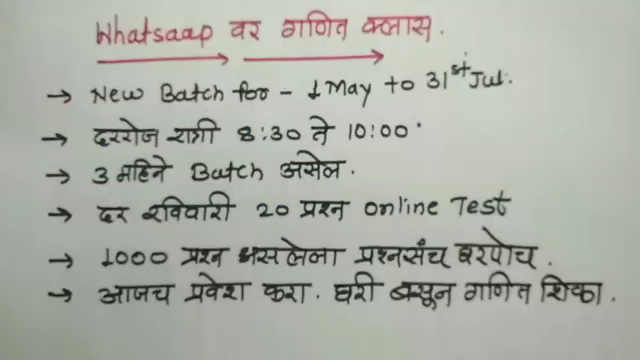 Whatsaap वर गणित क्लास.
→ New Batch for - 1 May to 31st Jul.
→ दररोज रात्री 8:30 ते 10:00
→ 3 महिने Batch असेल.
→ दर रविवारी 20 प्रश्न online Test
→ 1000 प्रश्न असलेला प्रश्नसंच घरपोच.
→ आजच प्रवेश करा. घरी बसून गणित शिका.